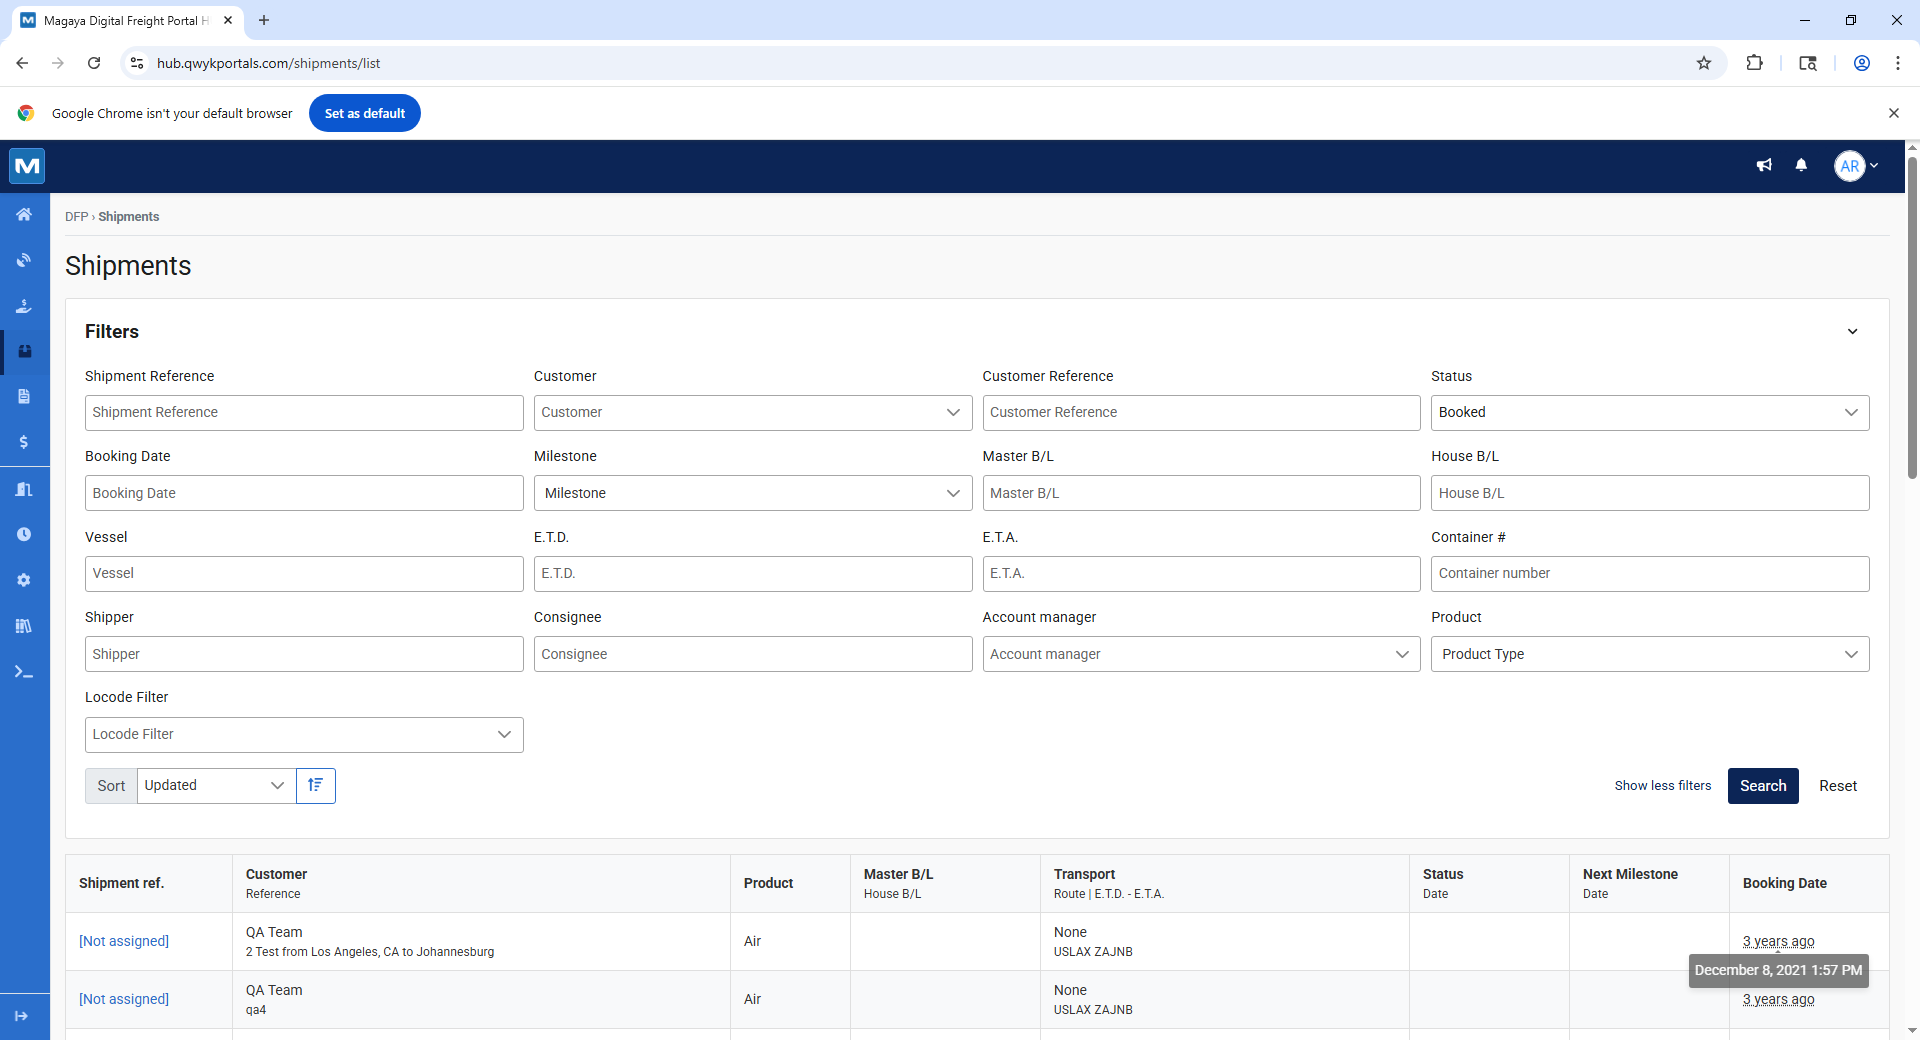 Magaya Digital Freight Portal H
hub.qwykportals.com/shipments/list
Google Chrome isn't your default browser
Set as default
M
AR
DFP › Shipments
Shipments
Filters
Shipment Reference
Customer
Customer Reference
Status
Shipment Reference
Customer
Customer Reference
Booked
Booking Date
Milestone
Master B/L
House B/L
Booking Date
Milestone
Master B/L
House B/L
Vessel
E.T.D.
E.T.A.
Container #
Vessel
E.T.D.
E.T.A.
Container number
Shipper
Consignee
Account manager
Product
Shipper
Consignee
Account manager
Product Type
Locode Filter
Locode Filter
Sort
Updated
Show less filters
Search
Reset
Shipment ref.
Customer
Reference
Product
Master B/L
House B/L
Transport
Route | E.T.D. - E.T.A.
Status
Date
Next Milestone
Date
Booking Date
[Not assigned]
QA Team
2 Test from Los Angeles, CA to Johannesburg
Air
None
USLAX ZAJNB
3 years ago
December 8, 2021 1:57 PM
[Not assigned]
QA Team
qa4
Air
None
USLAX ZAJNB
3 years ago